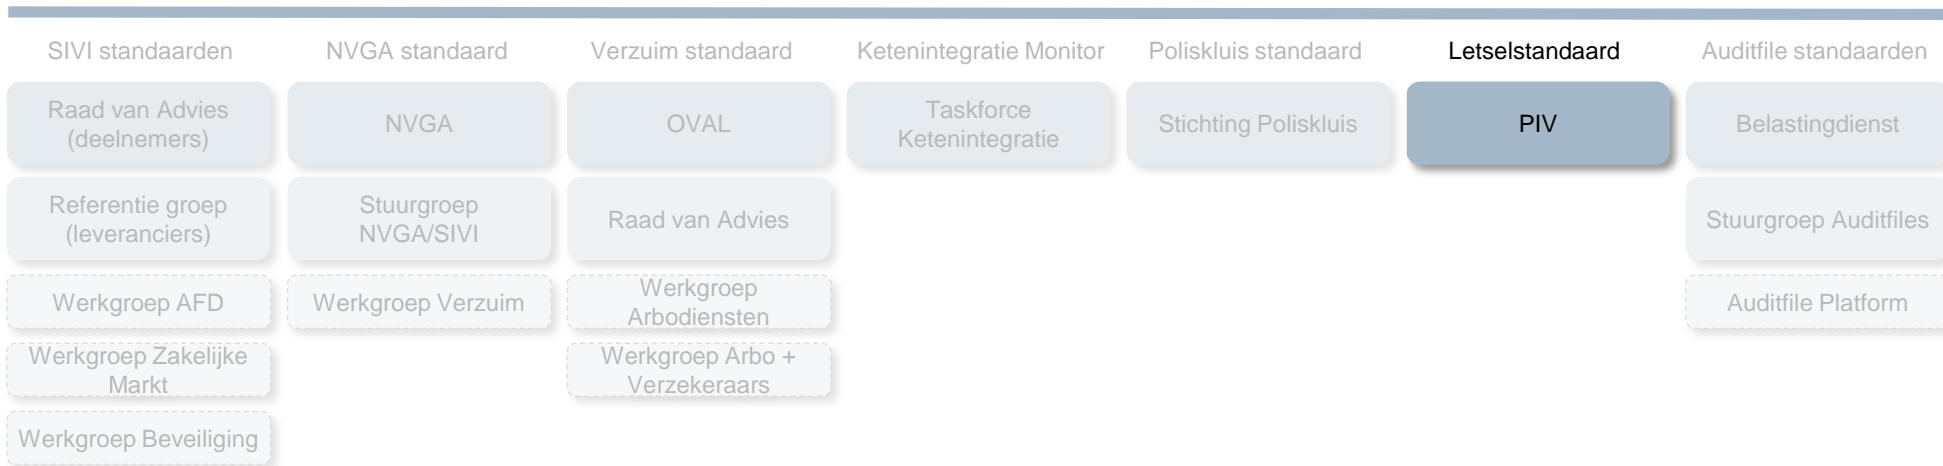 SIVI standaarden
NVGA standaard
Verzuim standaard
Ketenintegratie Monitor
Poliskluis standaard
Letselstandaard
Auditfile standaarden
Raad van Advies
(deelnemers)
NVGA
OVAL
Taskforce
Ketenintegratie
Stichting Poliskluis
PIV
Belastingdienst
Referentie groep
(leveranciers)
Stuurgroep
NVGA/SIVI
Raad van Advies
Stuurgroep Auditfiles
Werkgroep AFD
Werkgroep Verzuim
Werkgroep
Arbodiensten
Auditfile Platform
Werkgroep Zakelijke
Markt
Werkgroep Arbo +
Verzekeraars
Werkgroep Beveiliging